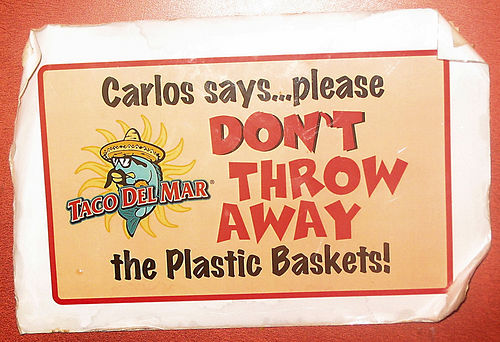 Carlos says...please
DON'T
THROW
AWAY
TACO DEL MAR®
the Plastic Baskets!